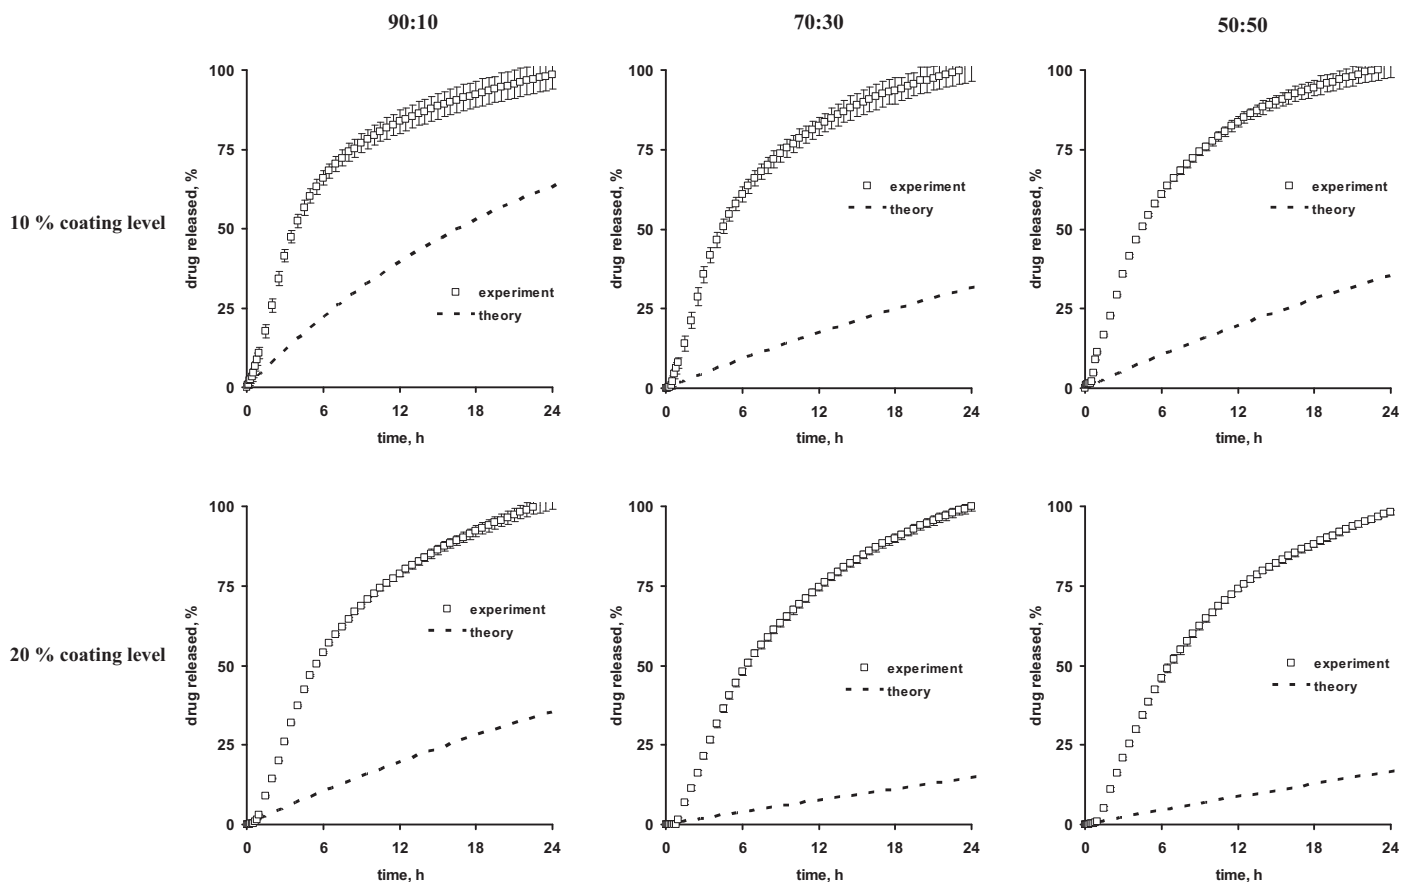 90:10
70:30
50:50
10 % coating level
drug released, %
100
75
50
25
0
experiment
theory
0 6 12 18 24
time, h
drug released, %
100
75
50
25
0
experiment
theory
0 6 12 18 24
time, h
drug released, %
100
75
50
25
0
experiment
theory
0 6 12 18 24
time, h
20 % coating level
drug released, %
100
75
50
25
0
experiment
theory
0 6 12 18 24
time, h
drug released, %
100
75
50
25
0
experiment
theory
0 6 12 18 24
time, h
drug released, %
100
75
50
25
0
experiment
theory
0 6 12 18 24
time, h